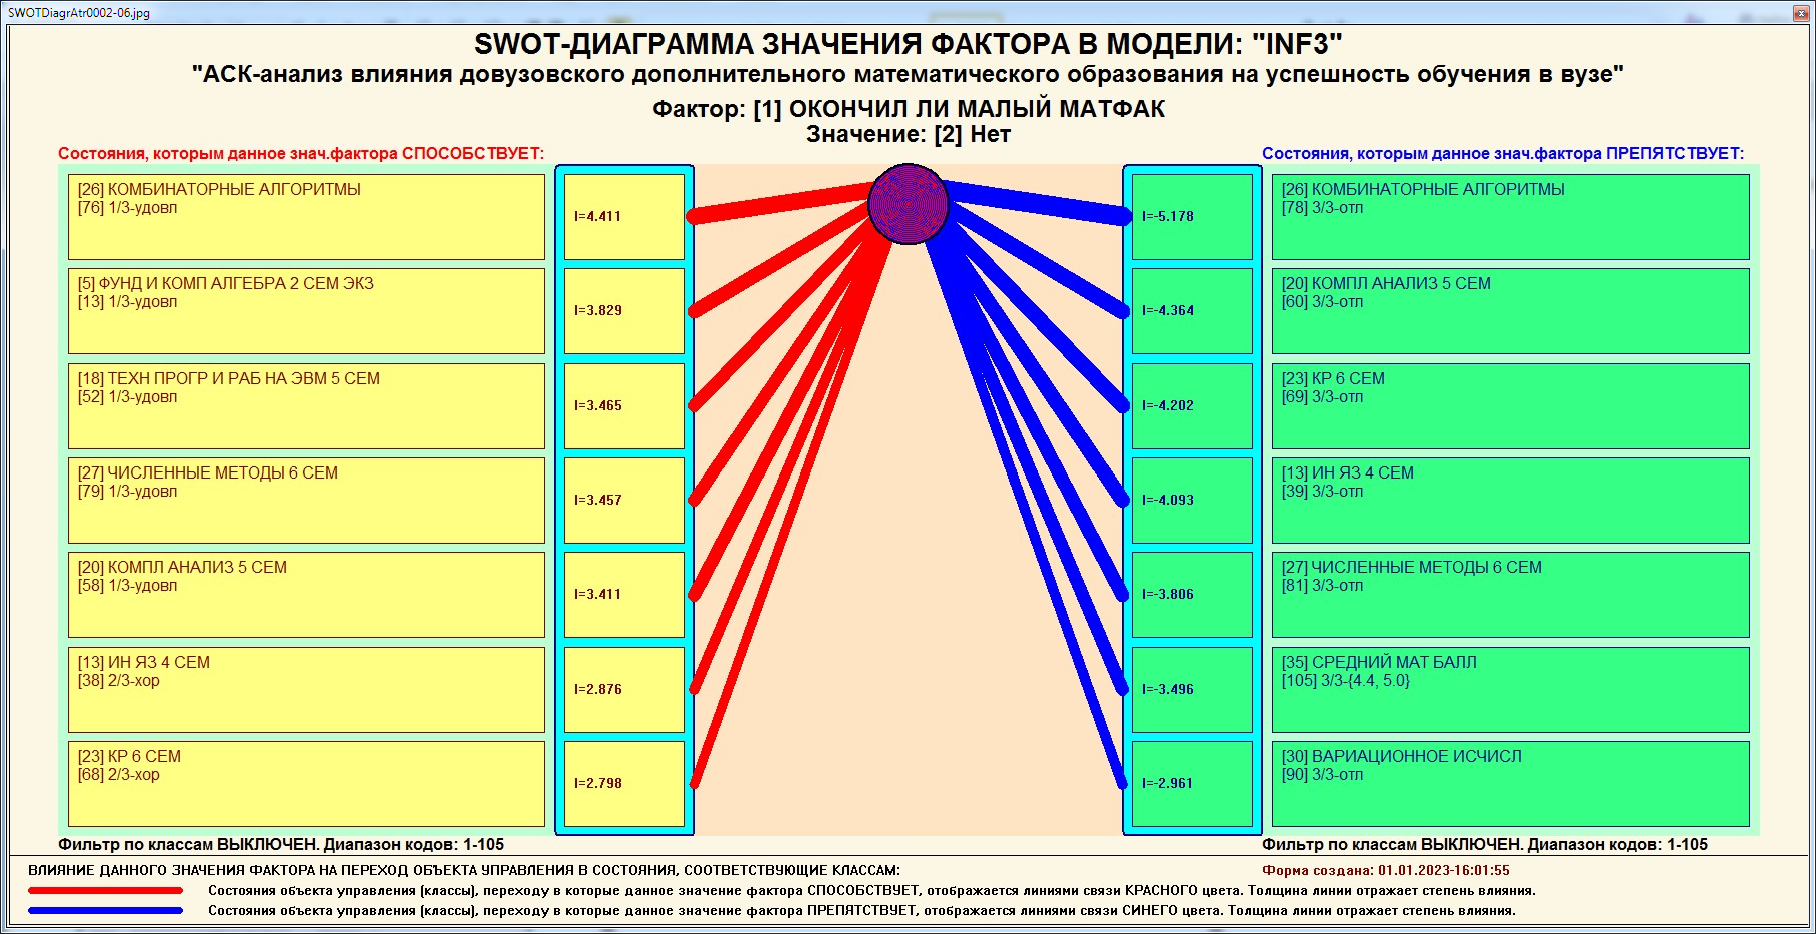 SWOTDiagrAtr0002-06.jpg
SWOT-ДИАГРАММА ЗНАЧЕНИЯ ФАКТОРА В МОДЕЛИ: "INF3"
"АСК-анализ влияния довузовского дополнительного математического образования на успешность обучения в вузе"
Фактор: [1] ОКОНЧИЛ ЛИ МАЛЫЙ МАТФАК
Значение: [2] Нет
Состояния, которым данное знач.фактора СПОСОБСТВУЕТ:
[26] КОМБИНАТОРНЫЕ АЛГОРИТМЫ
[76] 1/3-удовл
I=4.411
[5] ФУНД И КОМП АЛГЕБРА 2 СЕМ ЭКЗ
[13] 1/3-удовл
I=3.829
[18] ТЕХН ПРОГР И РАБ НА ЭВМ 5 СЕМ
[52] 1/3-удовл
I=3.465
[27] ЧИСЛЕННЫЕ МЕТОДЫ 6 СЕМ
[79] 1/3-удовл
I=3.457
[20] КОМПЛ АНАЛИЗ 5 СЕМ
[58] 1/3-удовл
I=3.411
[13] ИН ЯЗ 4 СЕМ
[38] 2/3-хор
I=2.876
[23] КР 6 СЕМ
[68] 2/3-хор
I=2.798
Фильтр по классам ВЫКЛЮЧЕН. Диапазон кодов: 1-105
Состояния, которым данное знач.фактора ПРЕПЯТСТВУЕТ:
I=-5.178
[26] КОМБИНАТОРНЫЕ АЛГОРИТМЫ
[78] 3/3-отл
I=-4.364
[20] КОМПЛ АНАЛИЗ 5 СЕМ
[60] 3/3-отл
I=-4.202
[23] КР 6 СЕМ
[69] 3/3-отл
I=-4.093
[13] ИН ЯЗ 4 СЕМ
[39] 3/3-отл
I=-3.806
[27] ЧИСЛЕННЫЕ МЕТОДЫ 6 СЕМ
[81] 3/3-отл
I=-3.496
[35] СРЕДНИЙ МАТ БАЛЛ
[105] 3/3-{4.4, 5.0}
I=-2.961
[30] ВАРИАЦИОННОЕ ИСЧИСЛ
[90] 3/3-отл
Фильтр по классам ВЫКЛЮЧЕН. Диапазон кодов: 1-105
ВЛИЯНИЕ ДАННОГО ЗНАЧЕНИЯ ФАКТОРА НА ПЕРЕХОД ОБЪЕКТА УПРАВЛЕНИЯ В СОСТОЯНИЯ, СООТВЕТСТВУЮЩИЕ КЛАССАМ:
Форма создана: 01.01.2023-16:01:55
Состояния объекта управления (классы), переходу в которые данное значение фактора СПОСОБСТВУЕТ, отображается линиями связи КРАСНОГО цвета. Толщина линии отражает степень влияния.
Состояния объекта управления (классы), переходу в которые данное значение фактора ПРЕПЯТСТВУЕТ, отображается линиями связи СИНЕГО цвета. Толщина линии отражает степень влияния.